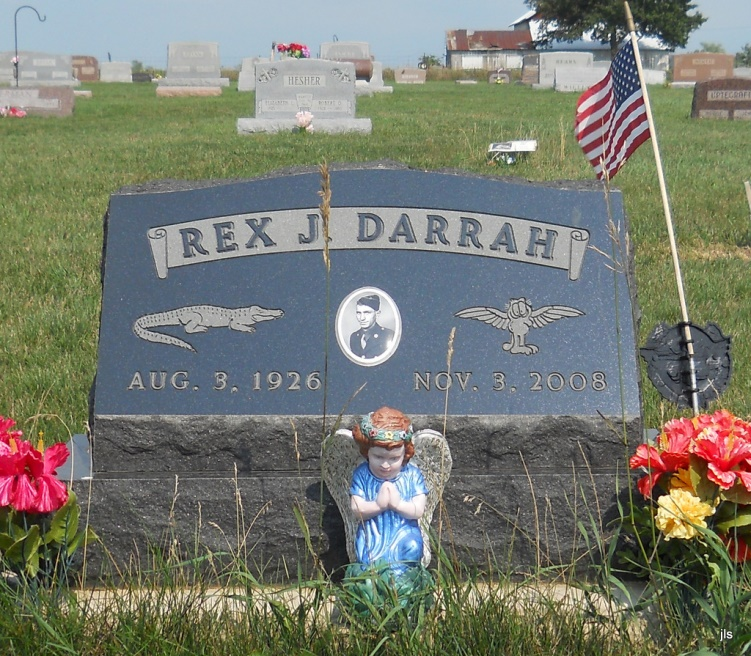 HESHER
REX J. DARRAH
AUG. 3, 1926
NOV. 3, 2008
jls